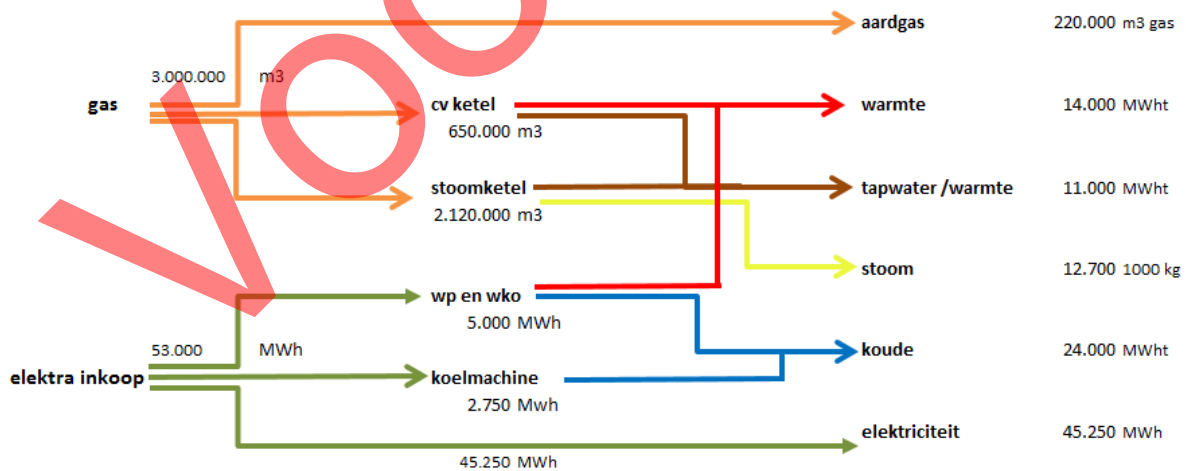 aardgas 220.000 m3 gas
3.000.000 m3
gas cv ketel warmte 14.000 MWht
650.000 m3
stoomketel tapwater /warmte 11.000 MWht
2.120.000 m3
stoom 12.700 1000 kg
wp en wko
5.000 MWh
53.000 MWh koude 24.000 MWht
elektra inkoop koelmachine
2.750 Mwh
elektriciteit 45.250 MWh
45.250 MWh
Voo